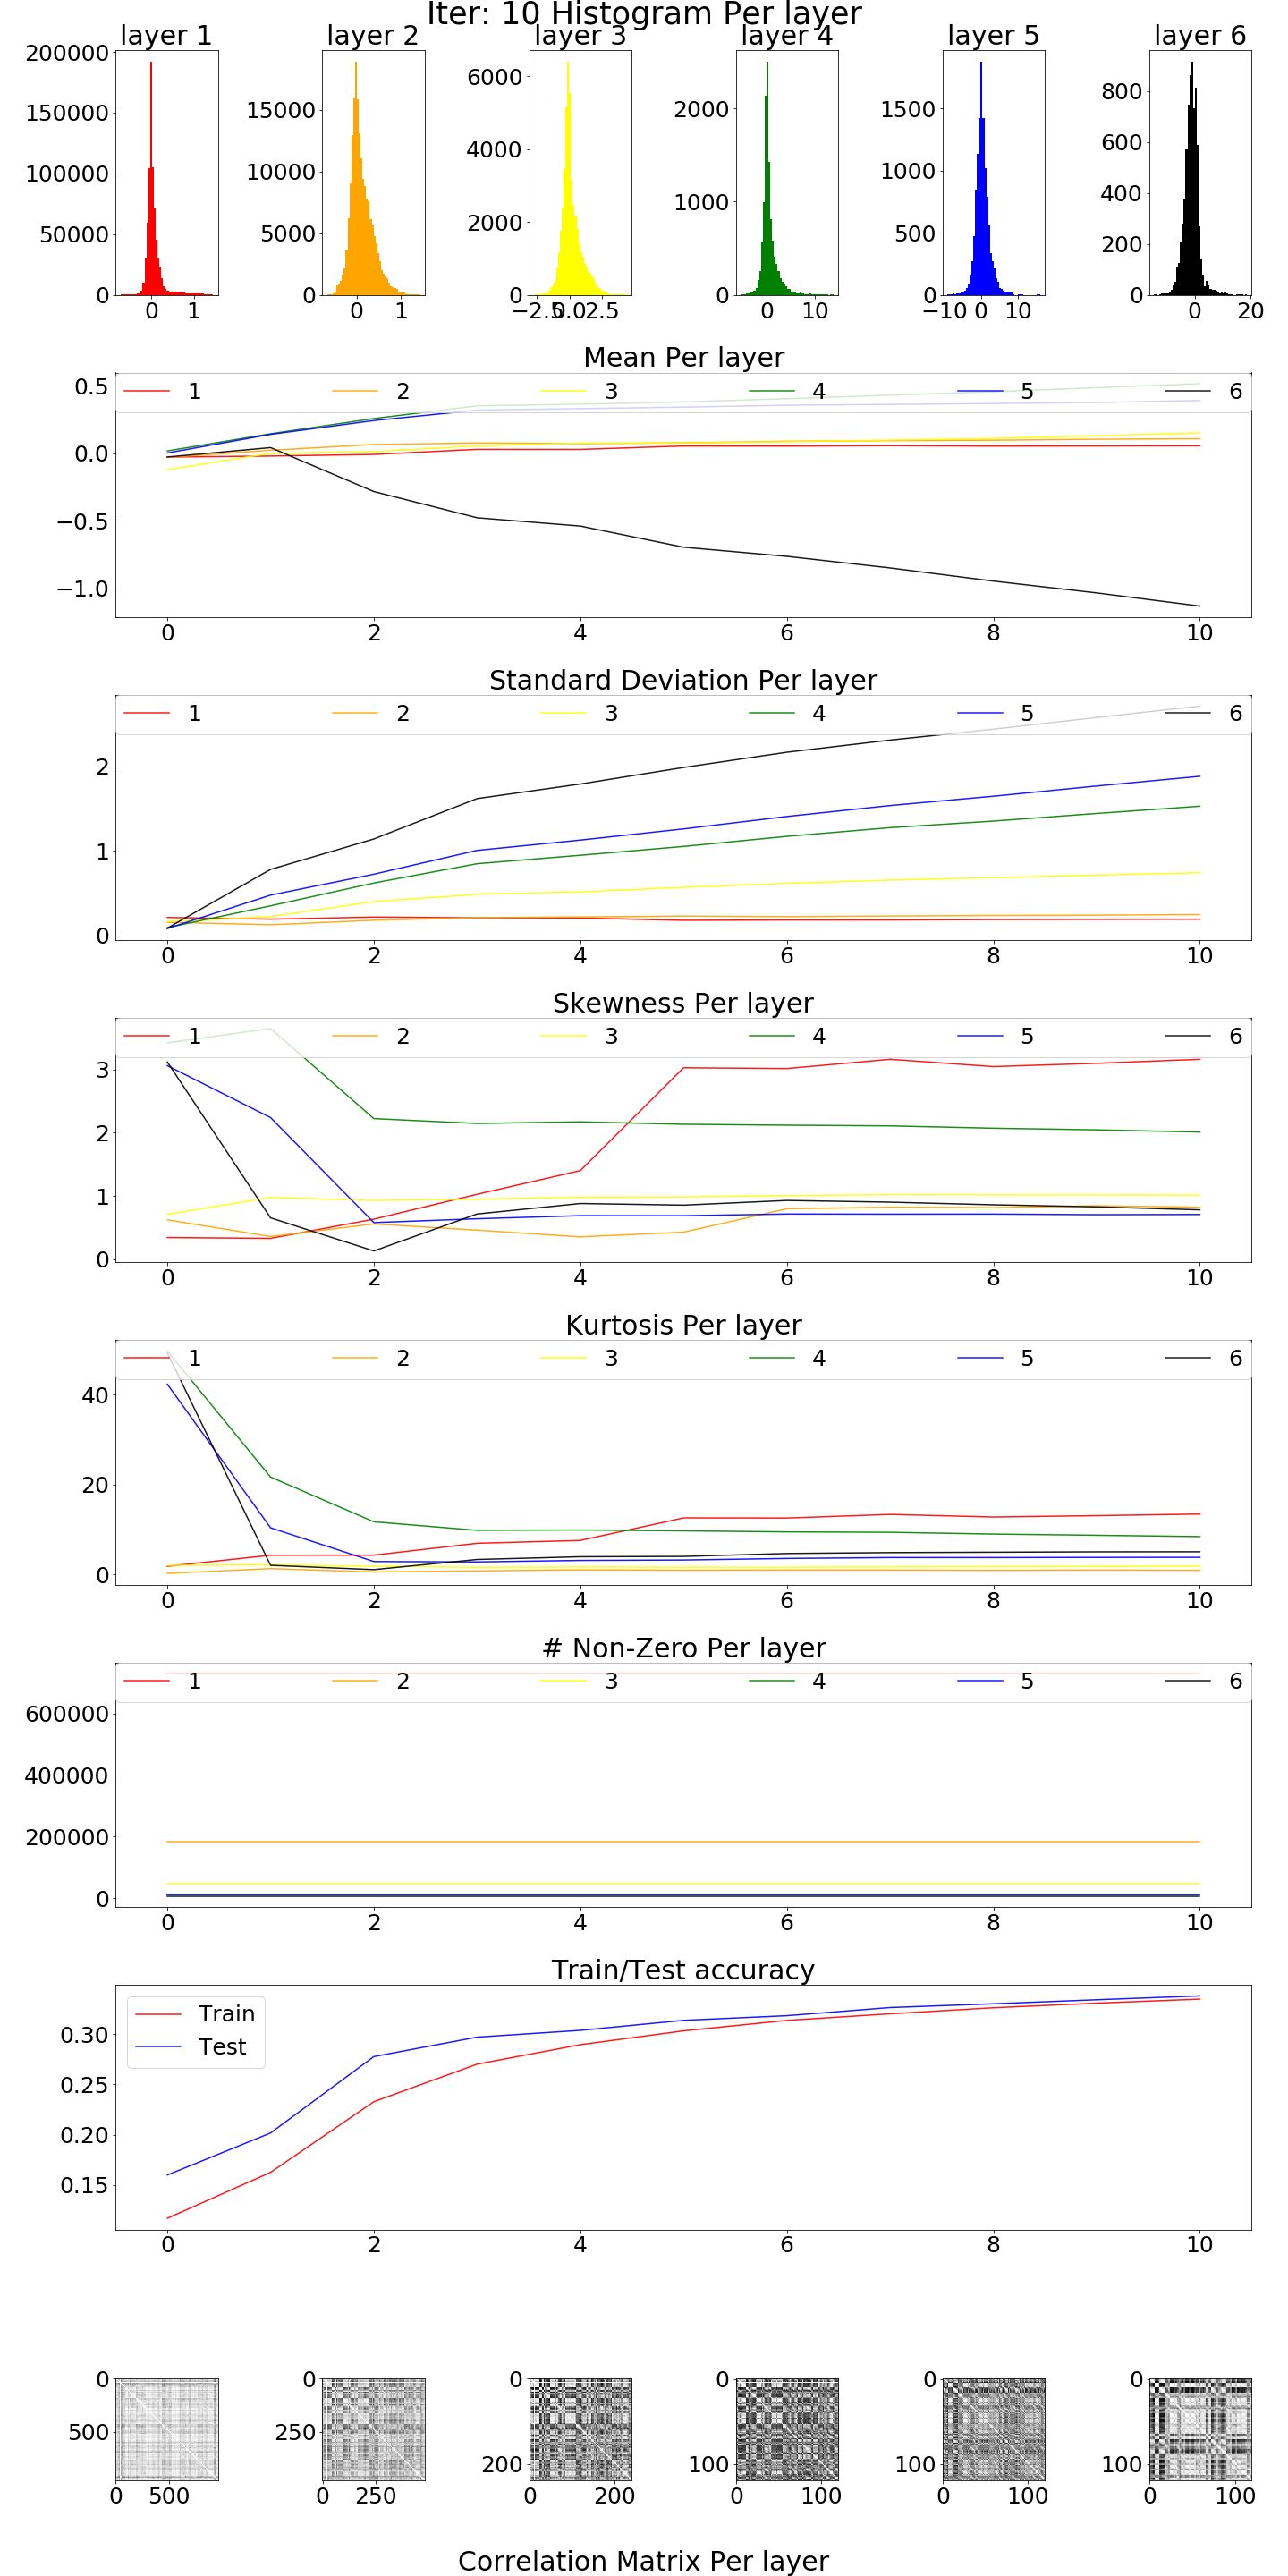 Iter: 10 Histogram Per layer
layer 1 layer 2 layer 3 layer 4 layer 5 layer 6
200000 150000 100000 50000 0
0 1
15000 10000 5000 0
0 1
6000 4000 2000 0
−2.5 0.0 2.5
2000 1000 0
0 10
1500 1000 500 0
−10 0 10
800 600 400 200 0
0 20
Mean Per layer
1 2 3 4 5 6
0.5
0.0
−0.5
−1.0
0 2 4 6 8 10
Standard Deviation Per layer
1 2 3 4 5 6
2
1
0
0 2 4 6 8 10
Skewness Per layer
1 2 3 4 5 6
3
2
1
0
0 2 4 6 8 10
Kurtosis Per layer
1 2 3 4 5 6
40
20
0
0 2 4 6 8 10
# Non-Zero Per layer
1 2 3 4 5 6
600000
400000
200000
0
0 2 4 6 8 10
Train/Test accuracy
Train
Test
0.30
0.25
0.20
0.15
0 2 4 6 8 10
0 0 0 0 0 0
500 250 200 100 100 100
0 500 0 250 0 200 0 100 0 100 0 100
Correlation Matrix Per layer